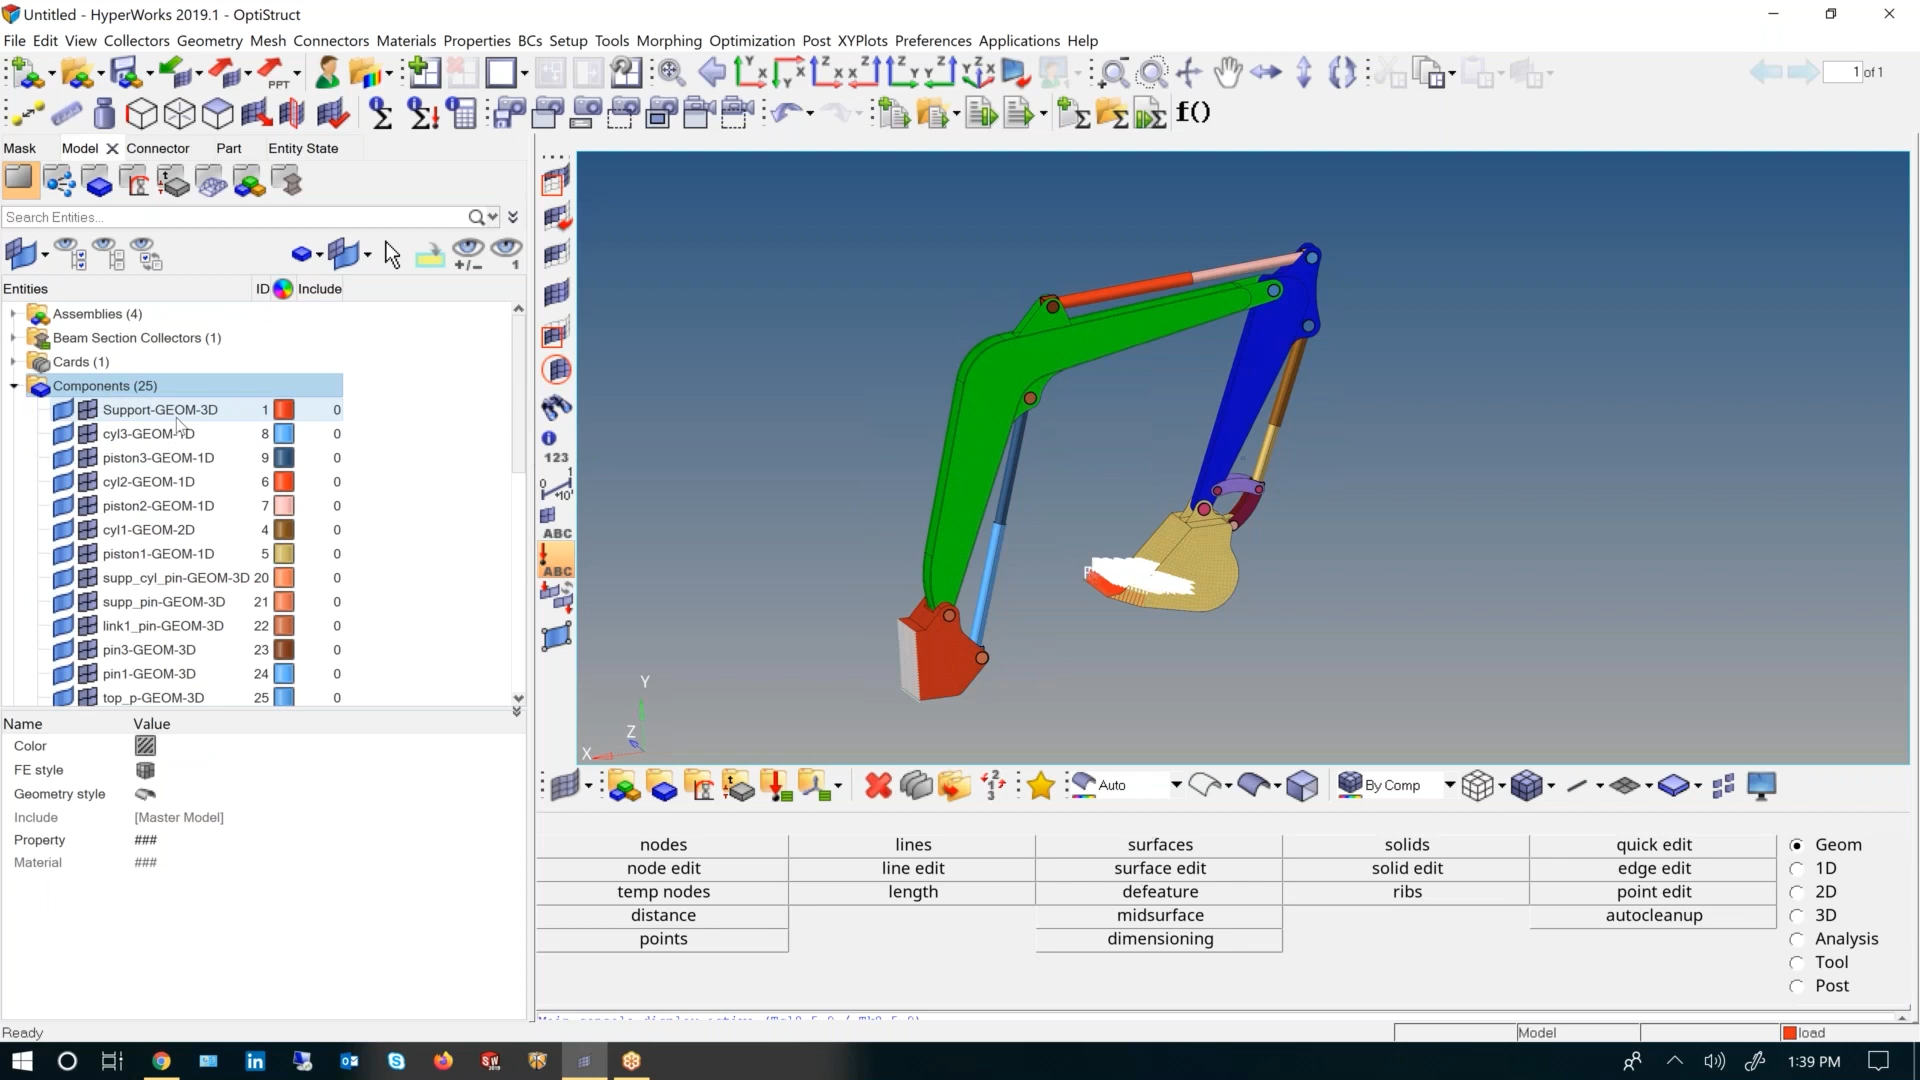 Untitled - HyperWorks 2019.1 - OptiStruct
File Edit View Collectors Geometry Mesh Connectors Materials Properties BCs Setup Tools Morphing Optimization Post XYPlots Preferences Applications Help
PPT
1 of 1
f()
Mask Model Connector Part Entity State
Search Entities...
Entities ID Include
Assemblies (4)
Beam Section Collectors (1)
Cards (1)
Components (25)
Support-GEOM-3D 1 0
cyl3-GEOM-1D 8 0
piston3-GEOM-1D 9 0
cyl2-GEOM-1D 6 0
piston2-GEOM-1D 7 0
cyl1-GEOM-2D 4 0
piston1-GEOM-1D 5 0
supp_cyl_pin-GEOM-3D 20 0
supp_pin-GEOM-3D 21 0
link1_pin-GEOM-3D 22 0
pin3-GEOM-3D 23 0
pin1-GEOM-3D 24 0
top_p-GEOM-3D 25 0
Name Value
Color
FE style
Geometry style
Include [Master Model]
Property ###
Material ###
123
ABC
ABC
Y
Z
X
Auto
By Comp
nodes lines surfaces solids quick edit Geom
node edit line edit surface edit solid edit edge edit 1D
temp nodes length defeature ribs point edit 2D
distance midsurface autocleanup 3D
points dimensioning Analysis
Tool
Post
Ready
Model
load
1:39 PM